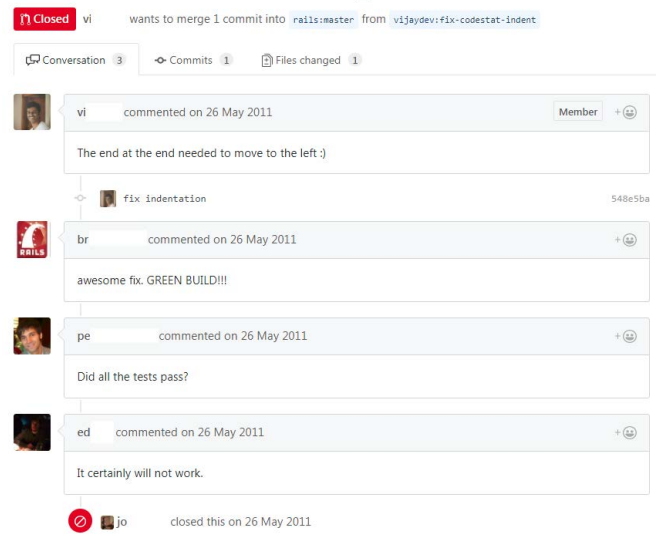 Closed vi wants to merge 1 commit into rails:master from vijaydev:fix-codestat-indent
Conversation 3 Commits 1 Files changed 1
vi commented on 26 May 2011 Member +
The end at the end needed to move to the left :)
fix indentation 548e5ba
RAILS
br commented on 26 May 2011 +
awesome fix. GREEN BUILD!!!
pe commented on 26 May 2011 +
Did all the tests pass?
ed commented on 26 May 2011 +
It certainly will not work.
jo closed this on 26 May 2011